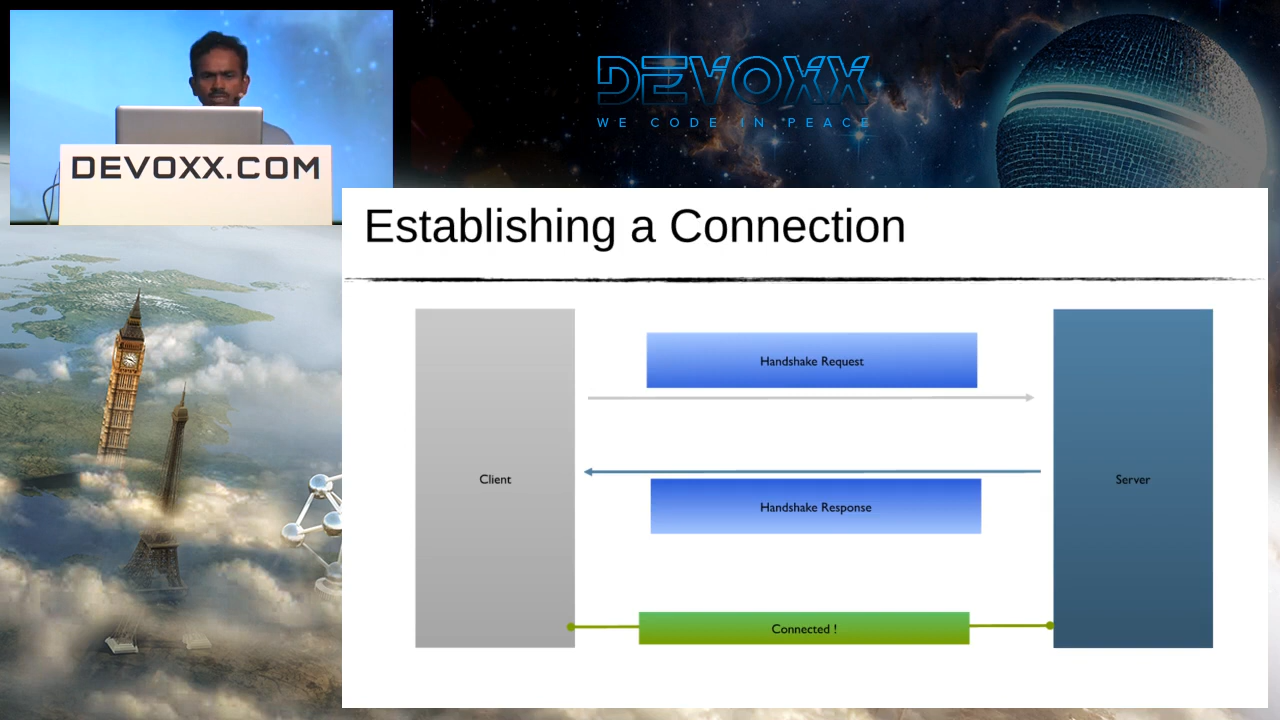 DEVOXX
WE CODE IN PEACE
DEVOXX.COM
Establishing a Connection
Handshake Request
Client
Server
Handshake Response
Connected !